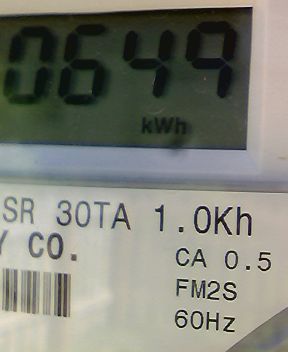 0649
kWh
SR 30TA 1.0Kh
Y CO.
CA 0.5
FM2S
60Hz